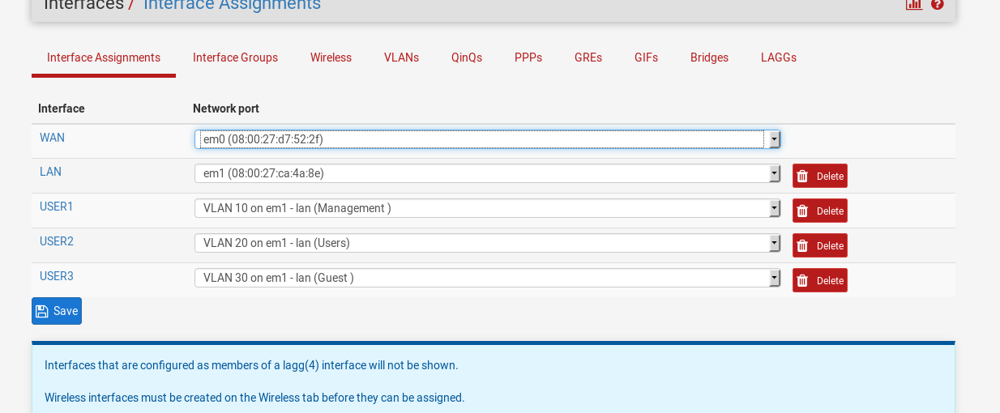 Interfaces / Interface Assignments
Interface Assignments Interface Groups Wireless VLANs QinQs PPPs GREs GIFs Bridges LAGGs
Interface Network port
WAN em0 (08:00:27:d7:52:2f)
LAN em1 (08:00:27:ca:4a:8e) Delete
USER1 VLAN 10 on em1 - lan (Management ) Delete
USER2 VLAN 20 on em1 - lan (Users) Delete
USER3 VLAN 30 on em1 - lan (Guest ) Delete
Save
Interfaces that are configured as members of a lagg(4) interface will not be shown.
Wireless interfaces must be created on the Wireless tab before they can be assigned.